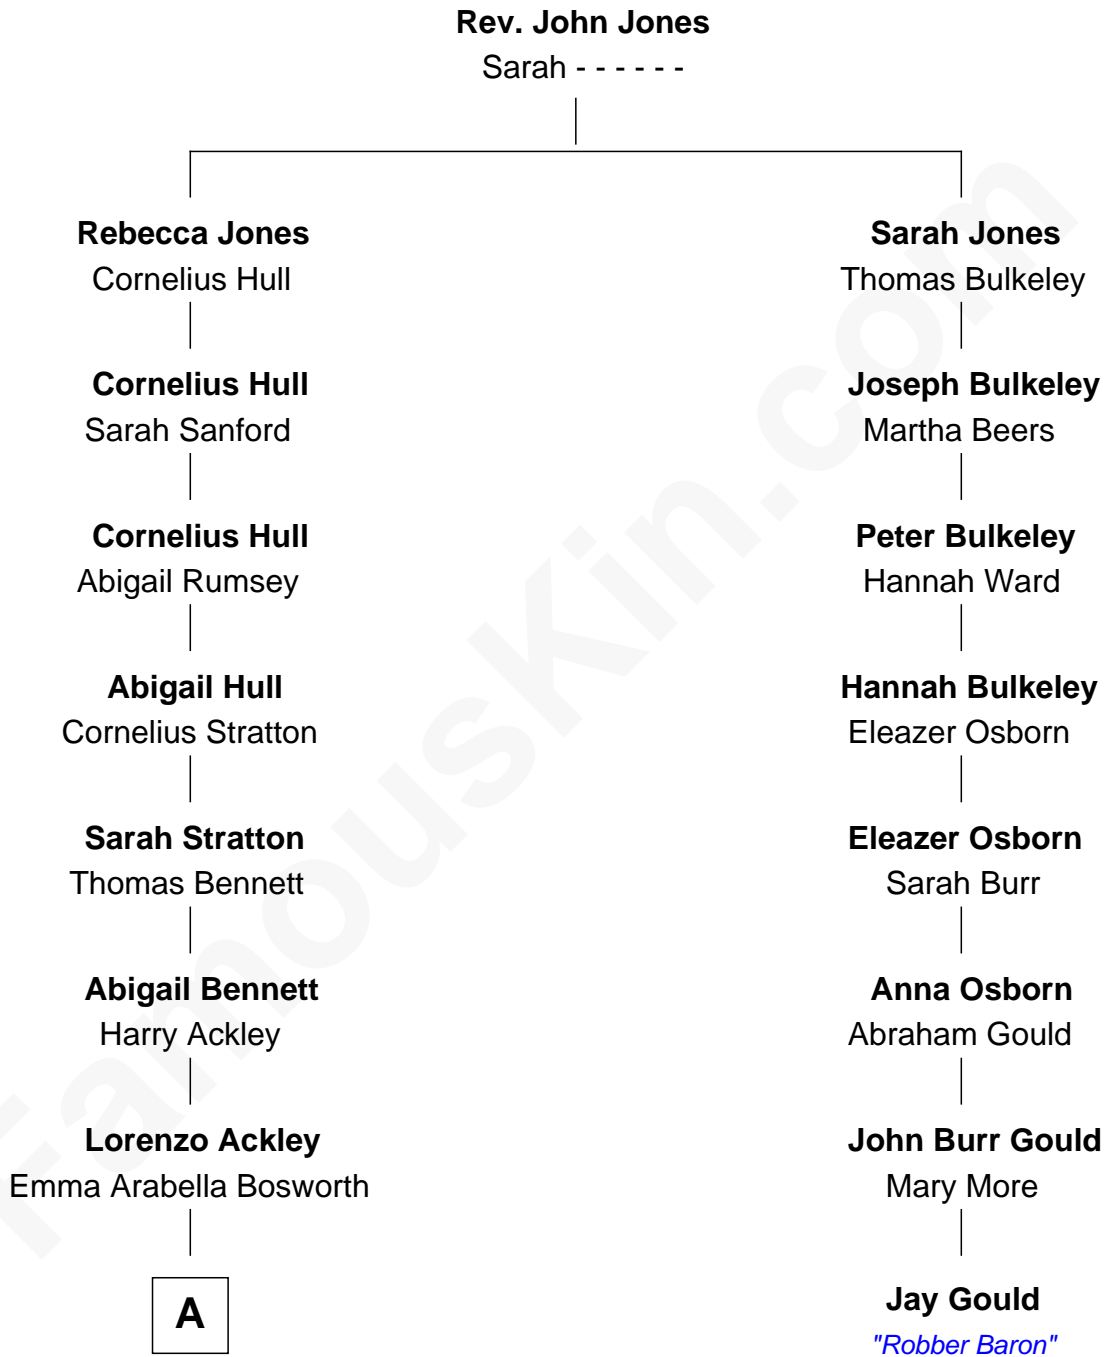 Rev. John Jones
Sarah - - - - - -
Rebecca Jones
Cornelius Hull
Sarah Jones
Thomas Bulkeley
Cornelius Hull
Sarah Sanford
Joseph Bulkeley
Martha Beers
Cornelius Hull
Abigail Rumsey
Peter Bulkeley
Hannah Ward
Abigail Hull
Cornelius Stratton
Hannah Bulkeley
Eleazer Osborn
Sarah Stratton
Thomas Bennett
Eleazer Osborn
Sarah Burr
Abigail Bennett
Harry Ackley
Anna Osborn
Abraham Gould
Lorenzo Ackley
Emma Arabella Bosworth
John Burr Gould
Mary More
A
Jay Gould
"Robber Baron"
FamousKin.com